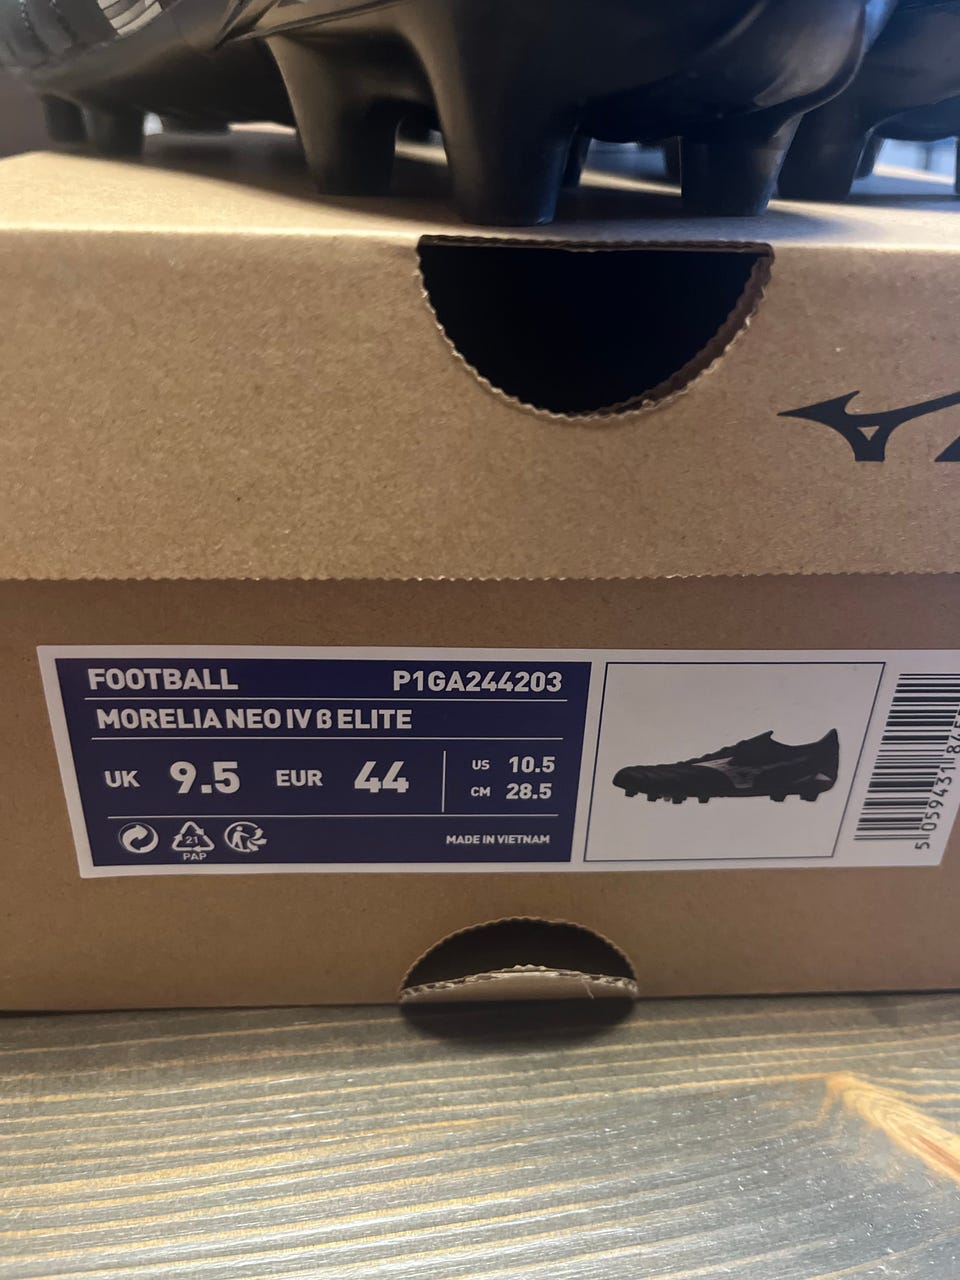 FOOTBALL P1GA244203
MORELIA NEO IV β ELITE
UK 9.5 EUR 44 US 10.5
CM 28.5
21
PAP
MADE IN VIETNAM